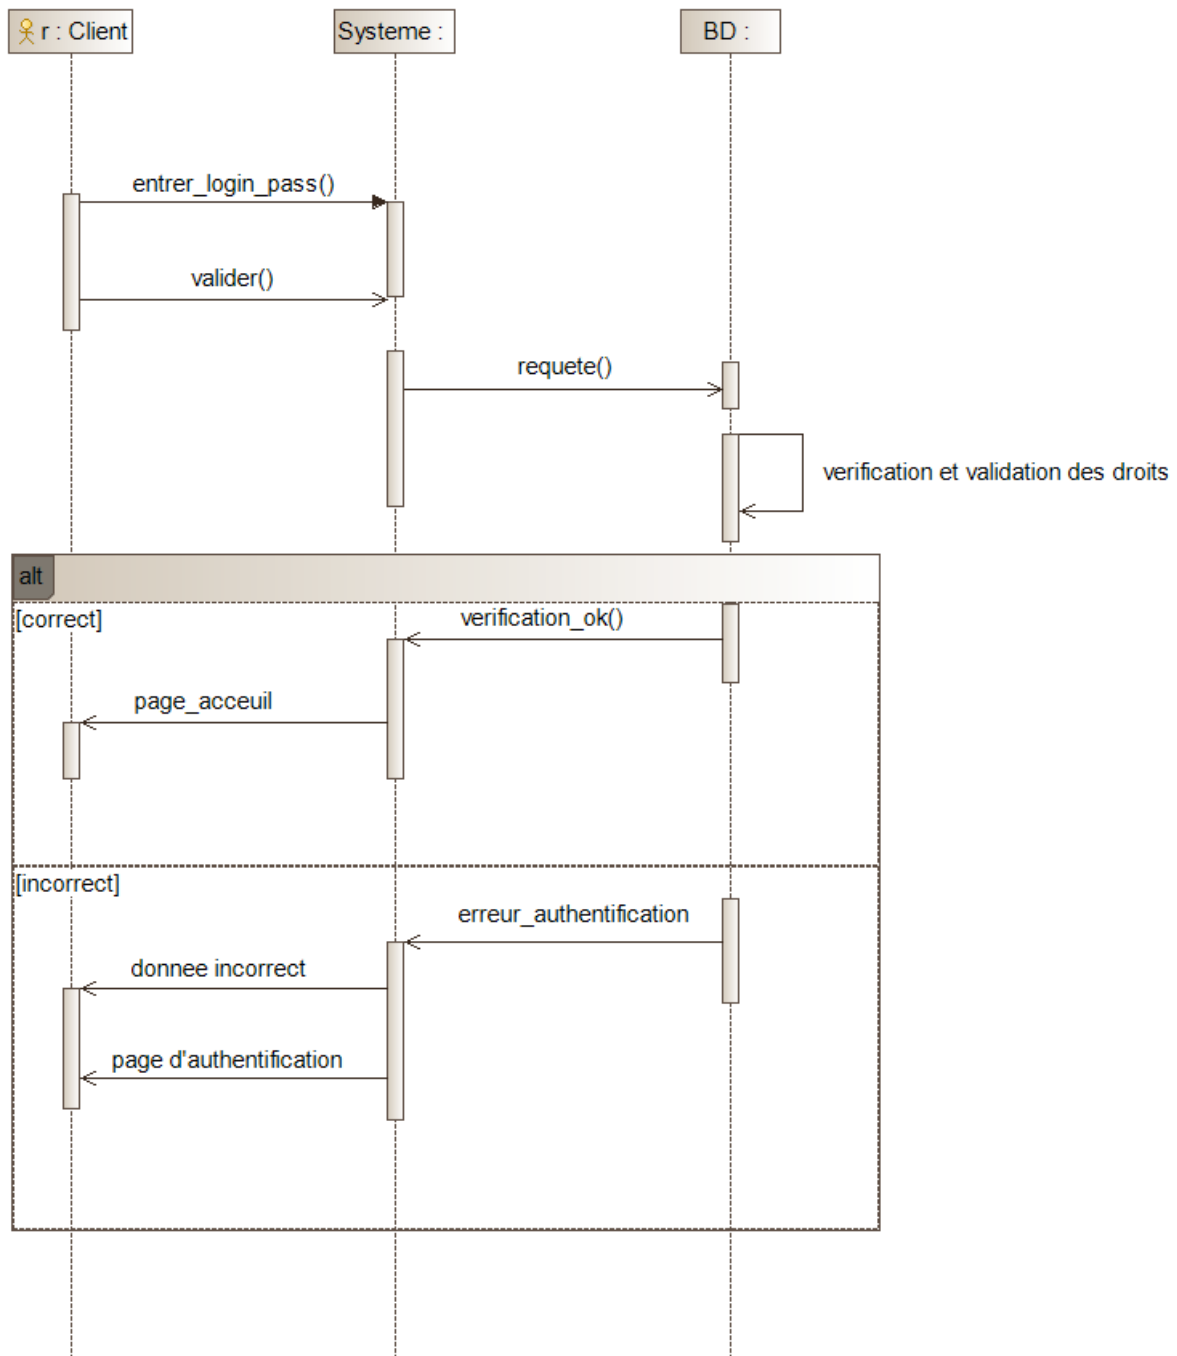 r : Client
Systeme :
BD :
entrer_login_pass()
valider()
requete()
verification et validation des droits
alt
[correct]
verification_ok()
page_acceuil
[incorrect]
erreur_authentification
donnee incorrect
page d'authentification